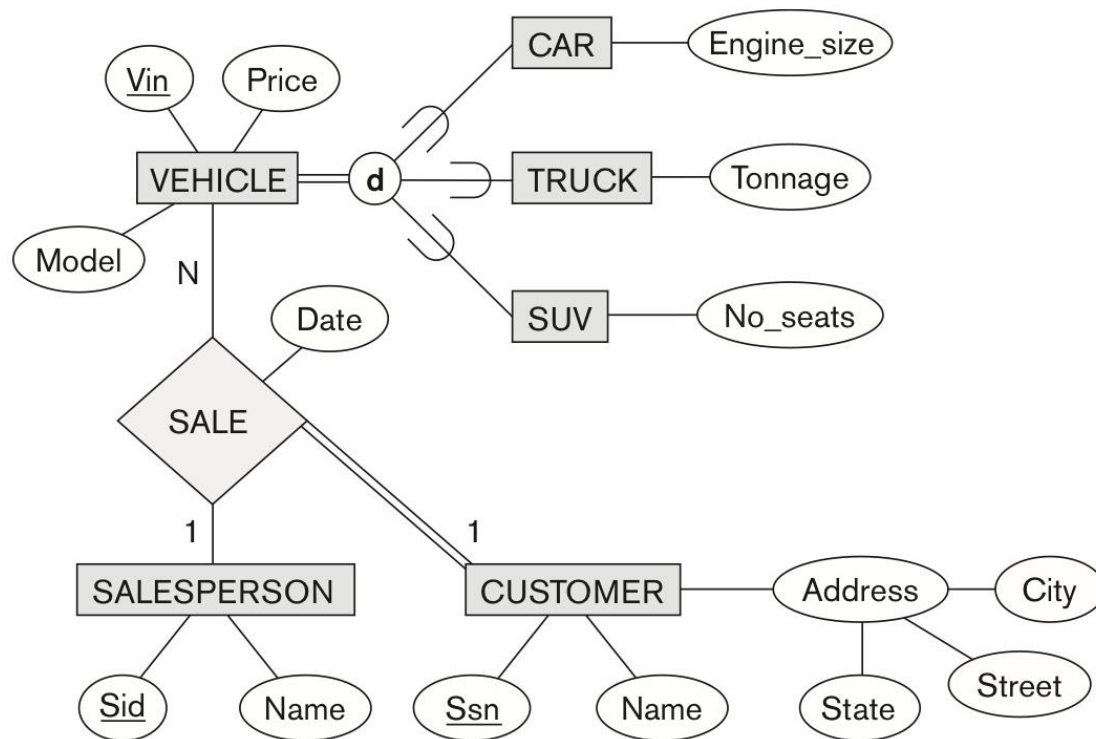 CAR
Engine_size
Vin
Price
VEHICLE
d
TRUCK
Tonnage
Model
N
Date
SUV
No_seats
SALE
1
1
SALESPERSON
CUSTOMER
Address
City
Sid
Name
Ssn
Name
State
Street